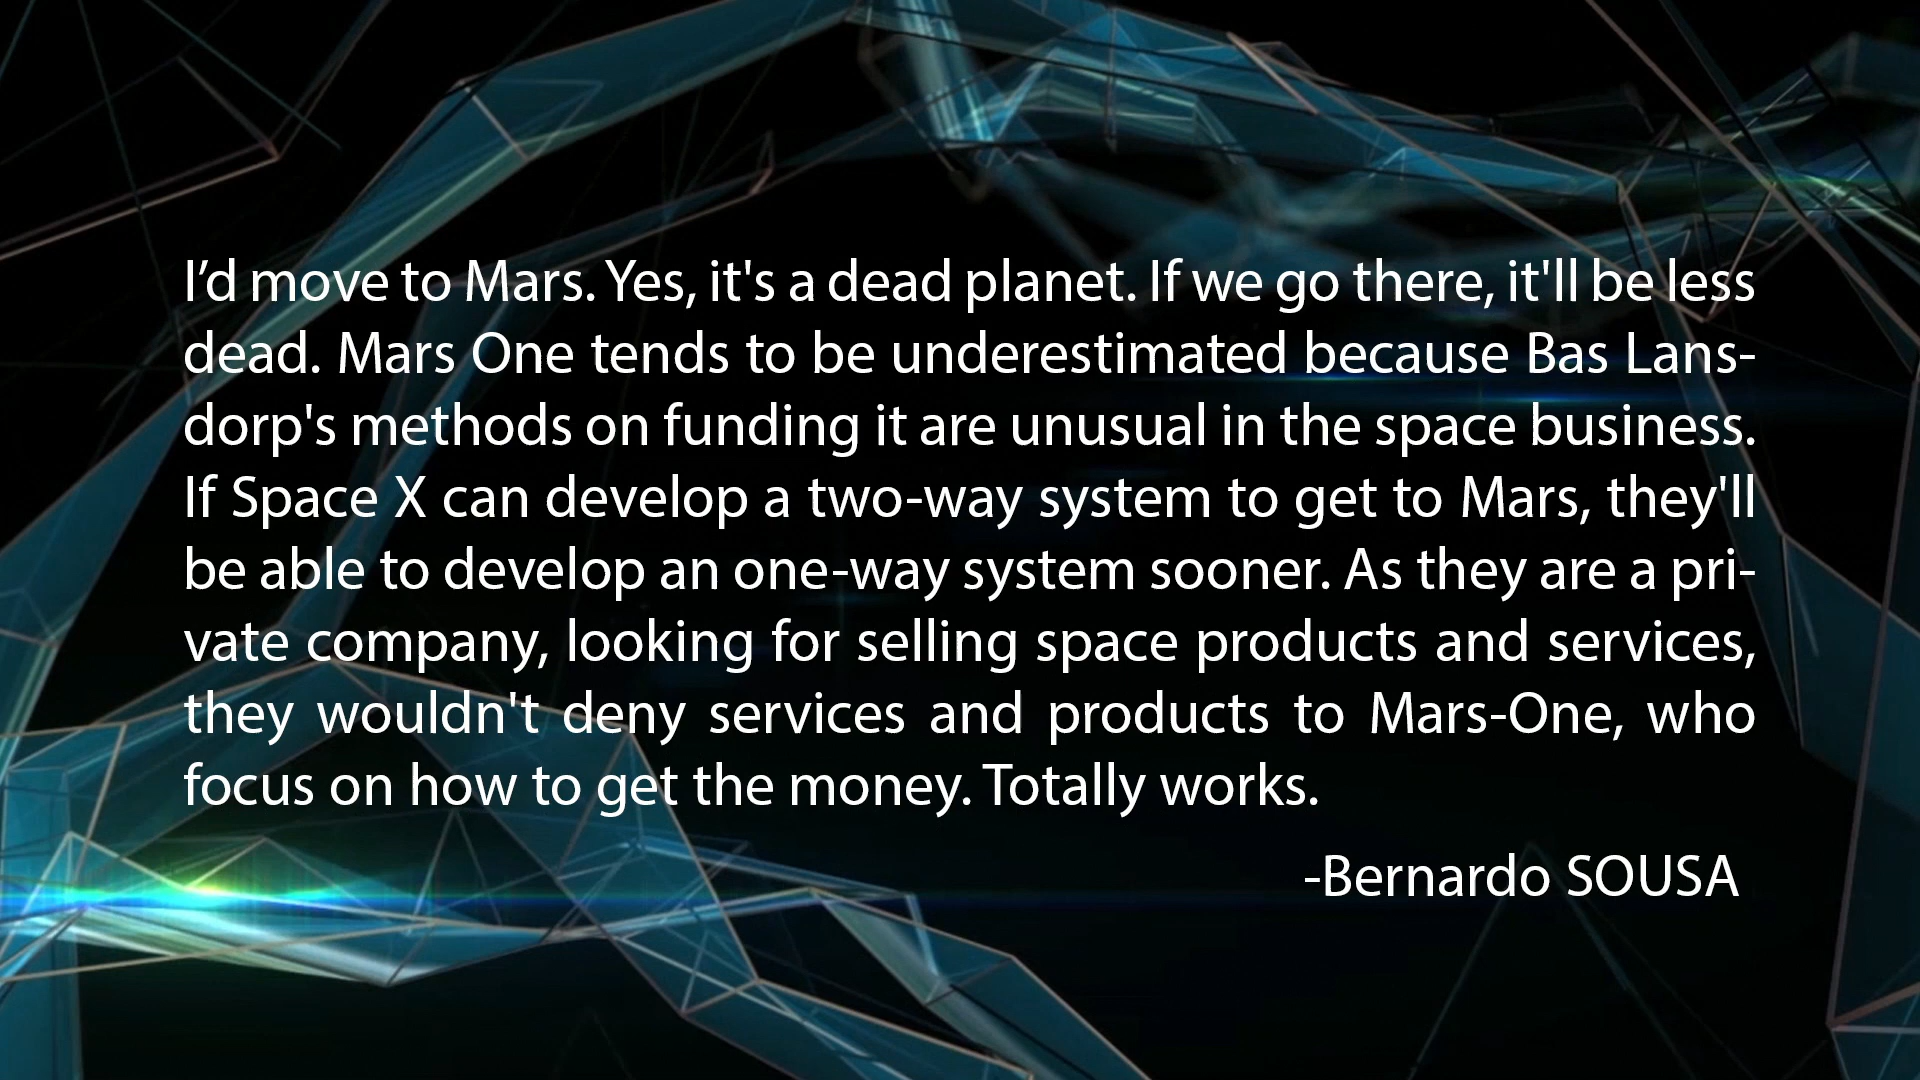 I’d move to Mars. Yes, it's a dead planet. If we go there, it'll be less
dead. Mars One tends to be underestimated because Bas Lans-
dorp's methods on funding it are unusual in the space business.
If Space X can develop a two-way system to get to Mars, they'll
be able to develop an one-way system sooner. As they are a pri-
vate company, looking for selling space products and services,
they wouldn't deny services and products to Mars-One, who
focus on how to get the money. Totally works.
-Bernardo SOUSA